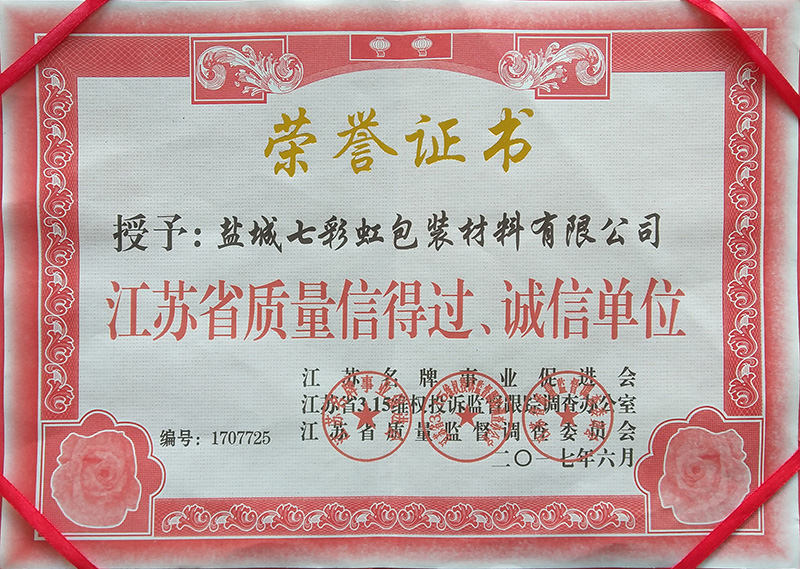 荣誉证书
授予：盐城七彩虹包装材料有限公司
江苏省质量信得过、诚信单位
江苏名牌事业促进会
江苏省3.15维权投诉监督跟踪调查办公室
江苏省质量监督调查委员会
编号：1707725
二〇一七年六月